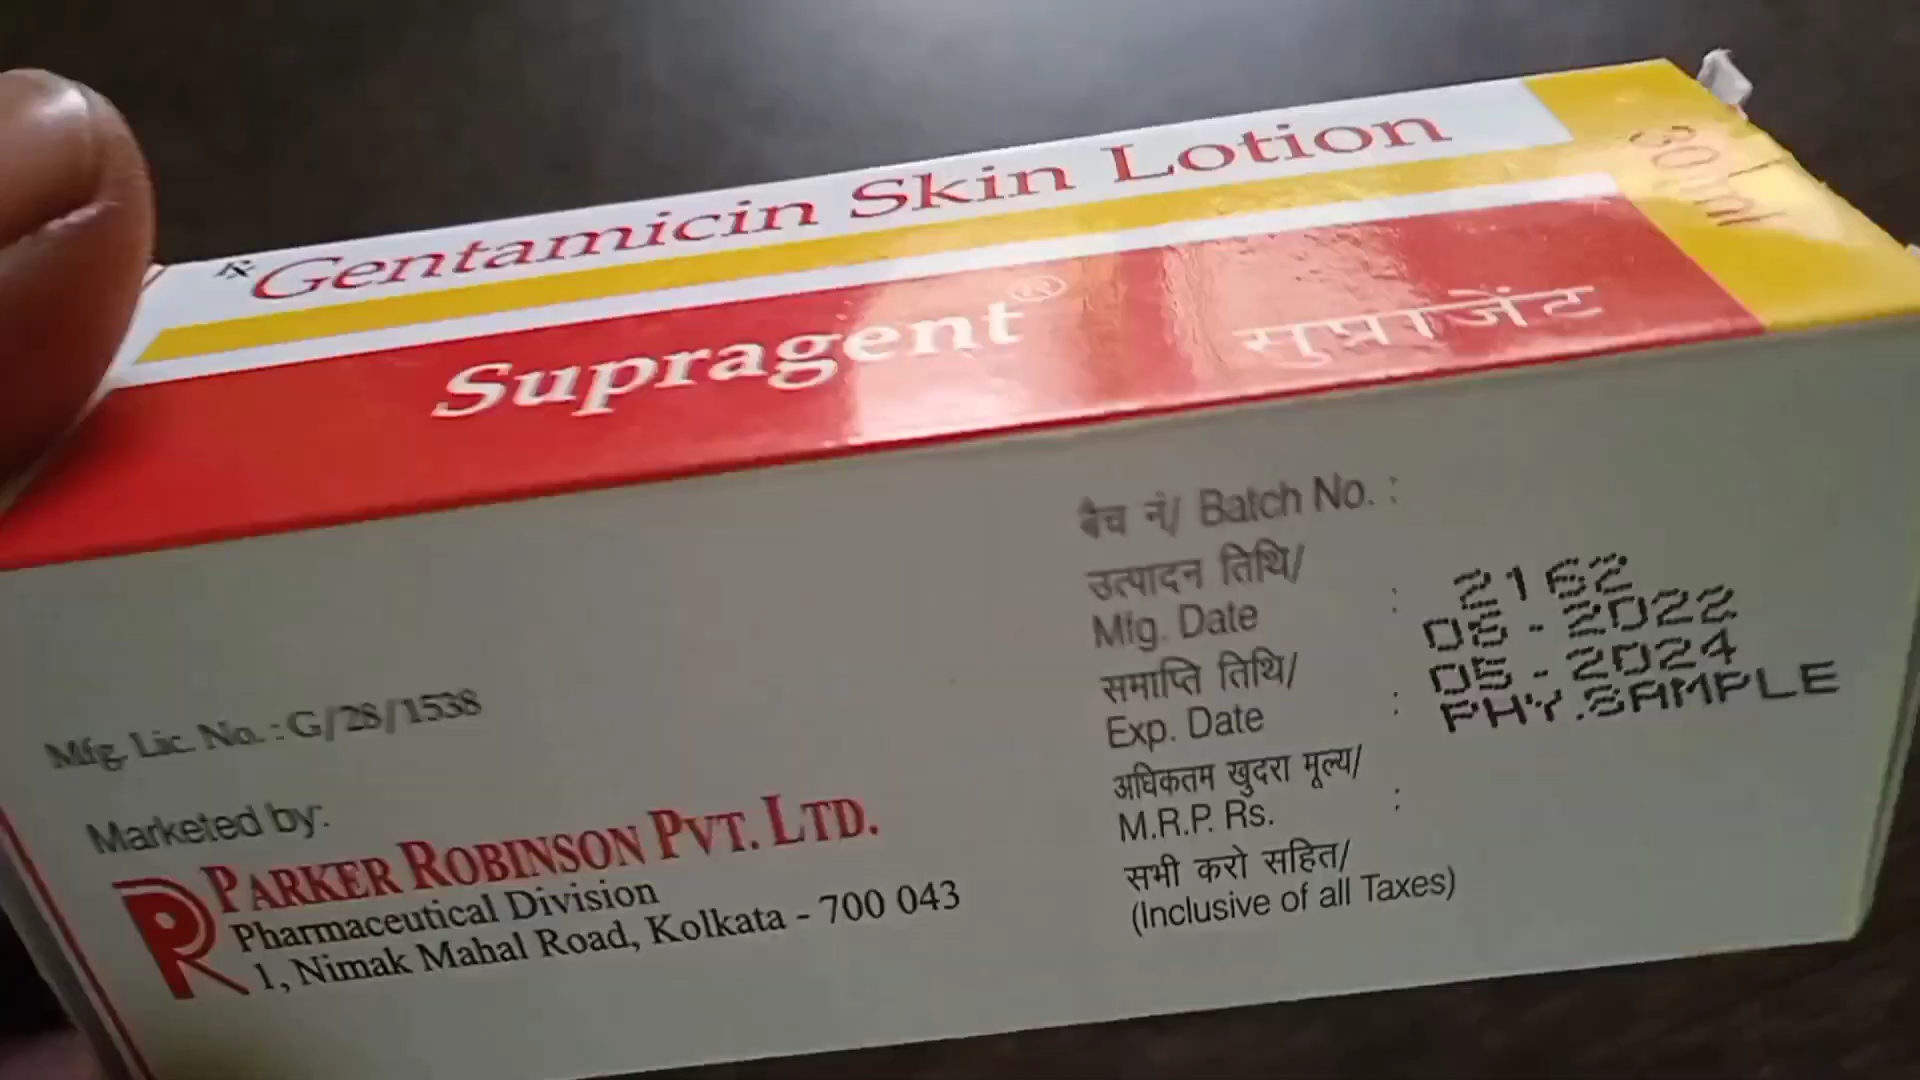 Rx Gentamicin Skin Lotion
30 ml
Supragent® सुप्राजेंट
Mfg. Lic. No. : G/28/1538
Marketed by:
PARKER ROBINSON PVT. LTD.
Pharmaceutical Division
1, Nimak Mahal Road, Kolkata - 700 043
बैच नं/ Batch No. :
उत्पादन तिथि/
Mfg. Date :
समाप्ति तिथि/
Exp. Date :
अधिकतम खुदरा मूल्य/
M.R.P. Rs. :
सभी करो सहित/
(Inclusive of all Taxes)
2162
06-2022
05-2024
PHY.SAMPLE